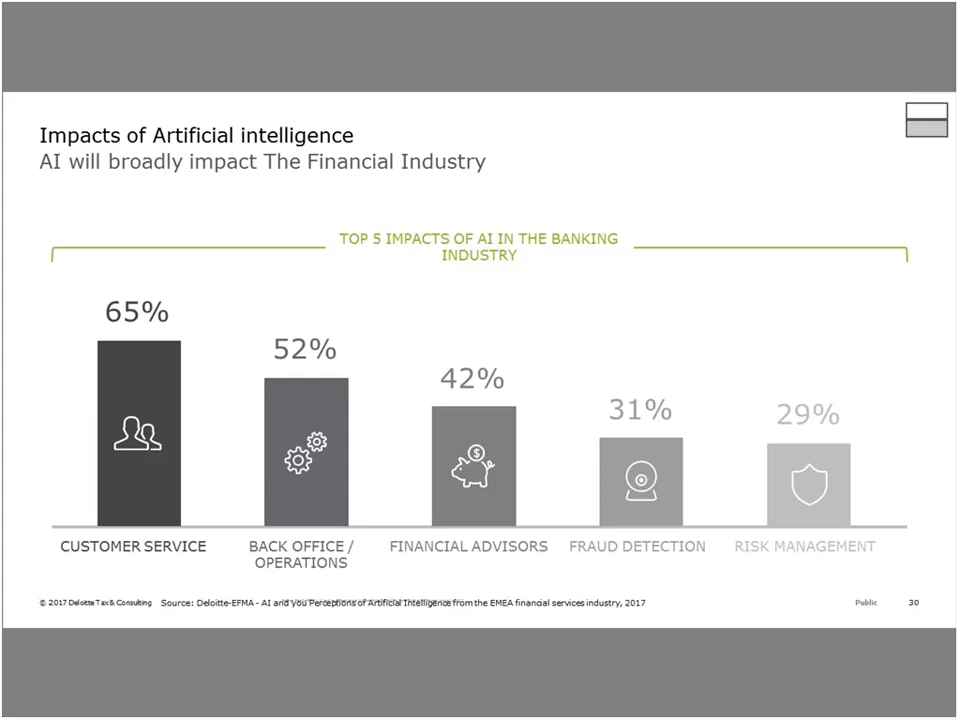 Impacts of Artificial intelligence
AI will broadly impact The Financial Industry
TOP 5 IMPACTS OF AI IN THE BANKING
INDUSTRY
65%
52%
42%
31%
29%
$
CUSTOMER SERVICE
BACK OFFICE /
OPERATIONS
FINANCIAL ADVISORS
FRAUD DETECTION
RISK MANAGEMENT
© 2017 Deloitte Tax & Consulting Source: Deloitte-EFMA - AI and you Perceptions of Artificial Intelligence from the EMEA financial services industry, 2017 Public 30